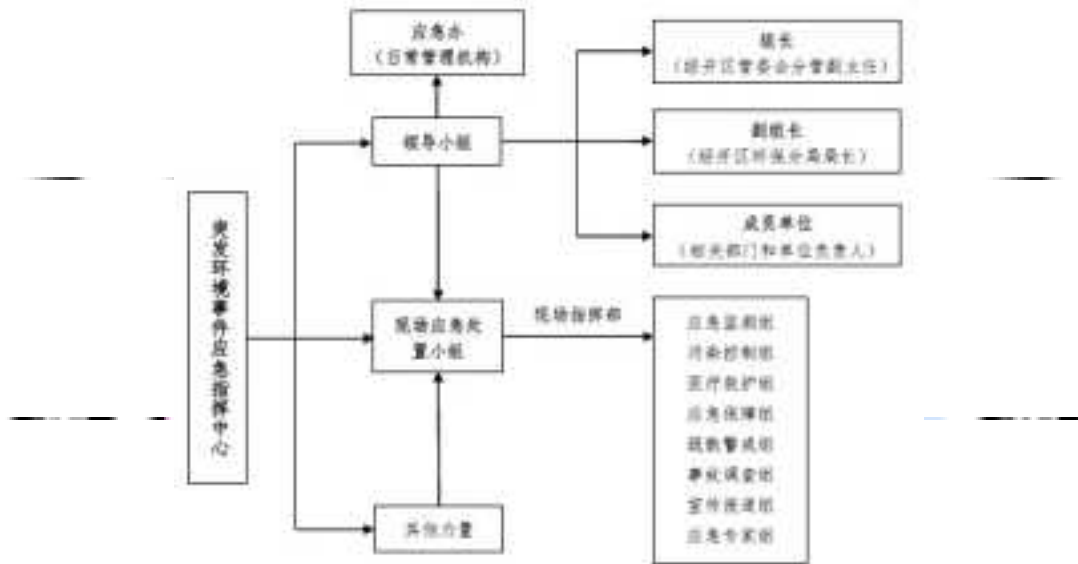 应急办
（日常管理机构）
组长
（经开区管委会分管副主任）
领导小组
副组长
（经开区环保分局局长）
成员单位
（相关部门和单位负责人）
突发环境事件应急指挥中心
现场应急处
置小组
现场指挥部
应急监测组
污染控制组
医疗救护组
应急保障组
疏散警戒组
事故调查组
宣传报道组
应急专家组
其他力量